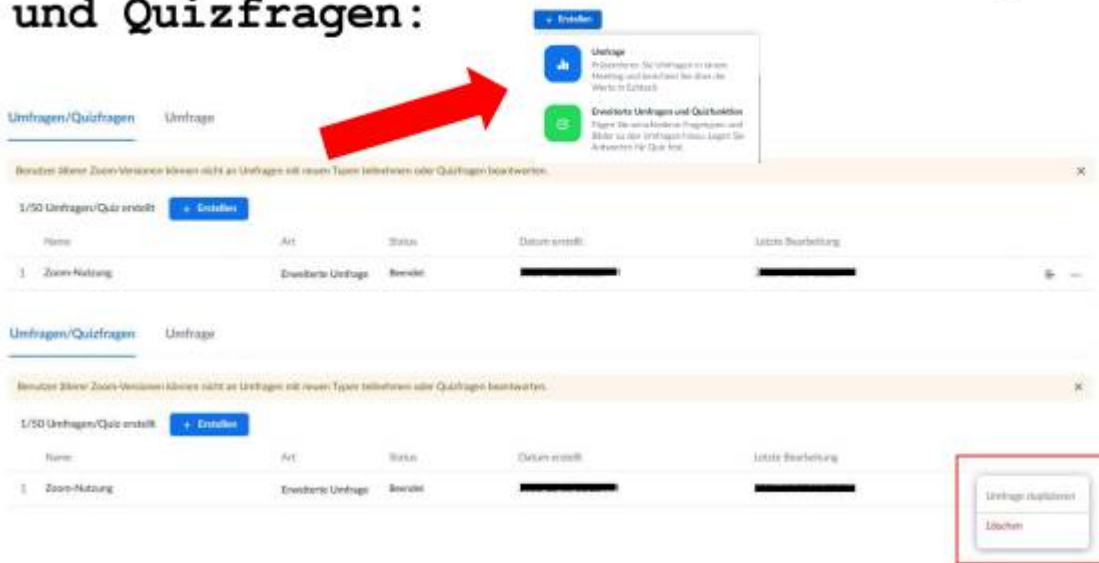 und Quizfragen:
+ Erstellen
Umfrage
Präsentieren Sie Umfragen in einem
Meeting und berichten Sie über die
Werte in Echtzeit
Erweiterte Umfragen und Quizfunktion
Fügen Sie verschiedene Fragetypen und
Bilder zu den Umfragen hinzu. Legen Sie
Antworten für Quiz fest
Umfragen/Quizfragen Umfrage
Benutzer älterer Zoom-Versionen können nicht an Umfragen mit neuen Typen teilnehmen oder Quizfragen beantworten. ×
1/50 Umfragen/Quiz erstellt + Erstellen
Name Art Status Datum erstellt Letzte Bearbeitung
1 Zoom-Nutzung Erweiterte Umfrage Beendet
Umfragen/Quizfragen Umfrage
Benutzer älterer Zoom-Versionen können nicht an Umfragen mit neuen Typen teilnehmen oder Quizfragen beantworten. ×
1/50 Umfragen/Quiz erstellt + Erstellen
Name Art Status Datum erstellt Letzte Bearbeitung
1 Zoom-Nutzung Erweiterte Umfrage Beendet
Umfrage duplizieren
Löschen